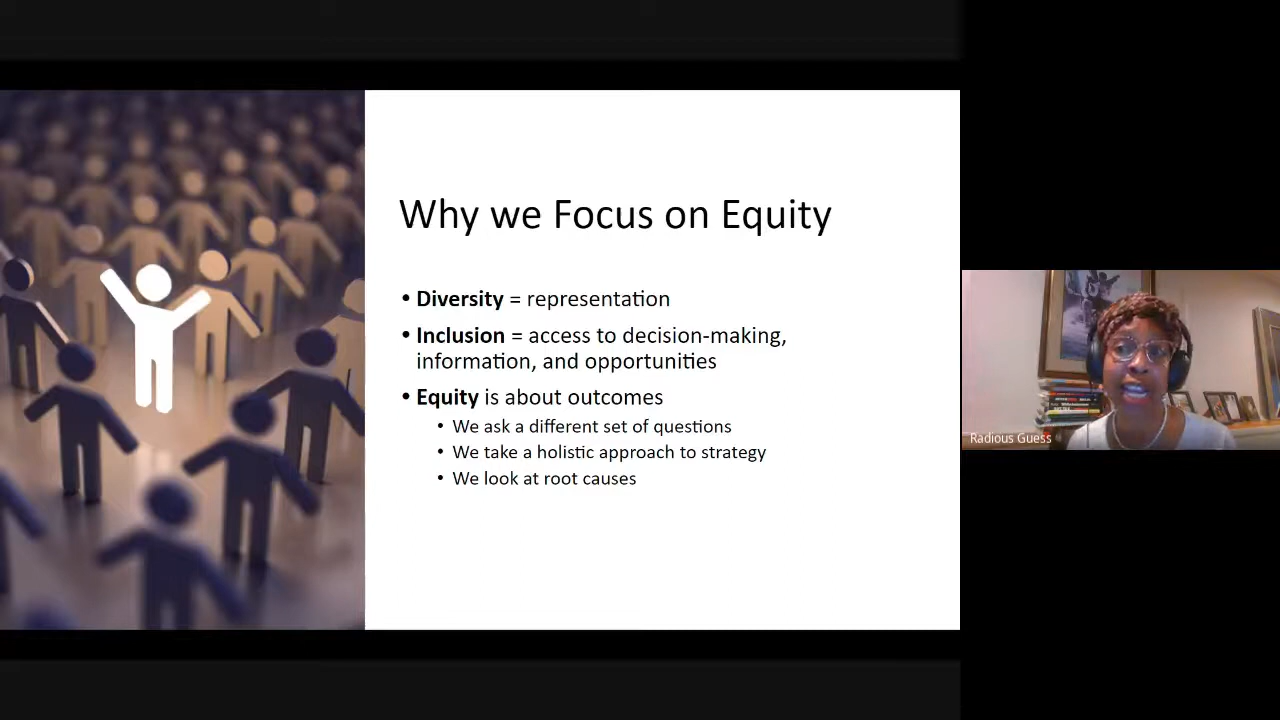 Why we Focus on Equity
• Diversity = representation
• Inclusion = access to decision-making,
information, and opportunities
• Equity is about outcomes
• We ask a different set of questions
• We take a holistic approach to strategy
• We look at root causes
Radious Guess